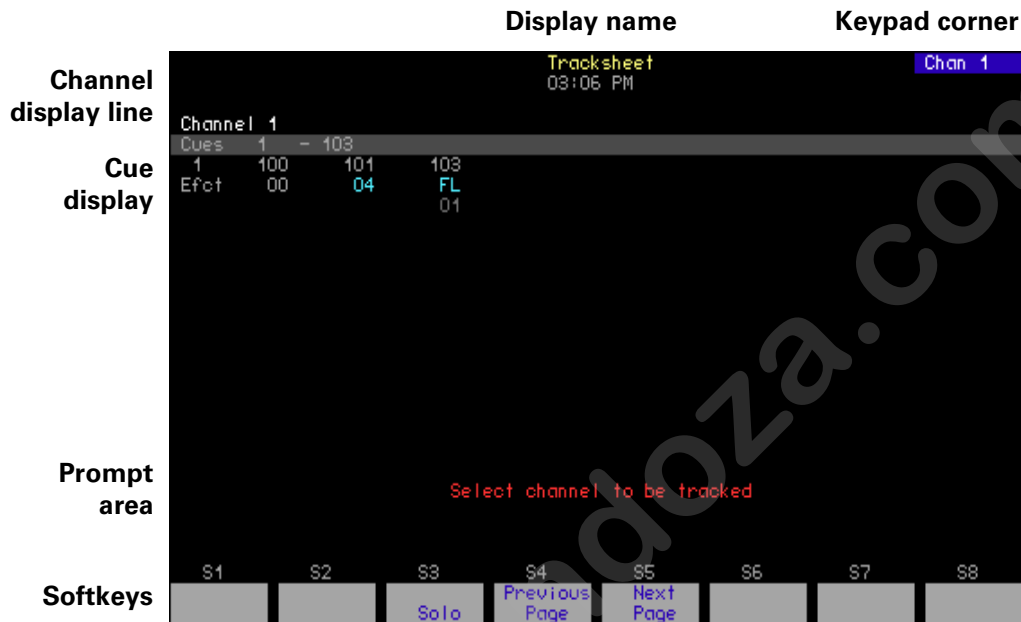 Display name Keypad corner
Channel display line
Tracksheet Chan 1
03:06 PM
Channel 1
Cues 1 - 103
Cue display
1 100 101 103
Efct 00 04 FL
01
Prompt area
Select channel to be tracked
S1 S2 S3 S4 S5 S6 S7 S8
Softkeys
Solo
Previous Page
Next Page
ndoza.com